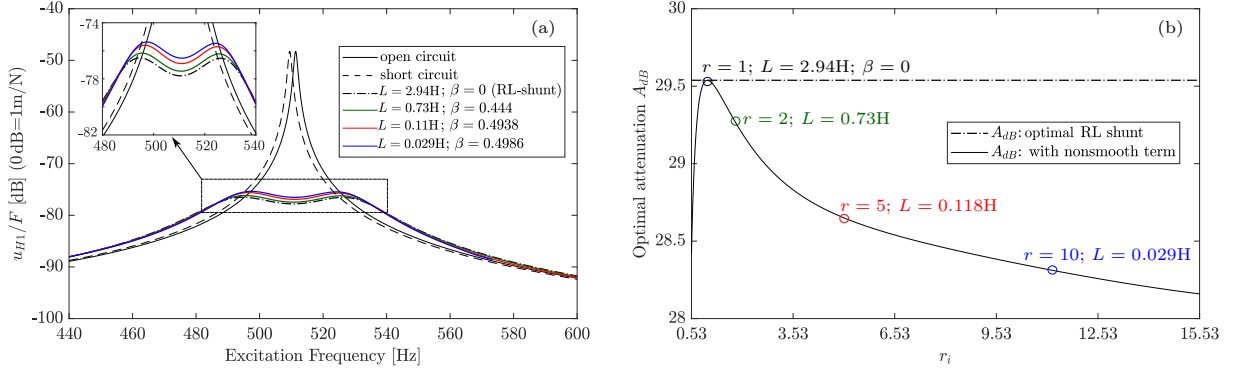 -40
-50
-60
-70
-80
-90
-100
u_{H1}/F [dB] (0 dB=1m/N)
-74
-78
-82
480
500
520
540
(a)
open circuit
short circuit
L = 2.94H; β = 0 (RL-shunt)
L = 0.73H; β = 0.444
L = 0.11H; β = 0.4938
L = 0.029H; β = 0.4986
440
460
480
500
520
540
560
580
600
Excitation Frequency [Hz]
30
29.5
29
28.5
28
Optimal attenuation A_{dB}
(b)
r = 1; L = 2.94H; β = 0
r = 2; L = 0.73H
A_{dB}: optimal RL shunt
A_{dB}: with nonsmooth term
r = 5; L = 0.118H
r = 10; L = 0.029H
0.53
3.53
6.53
9.53
12.53
15.53
r_i